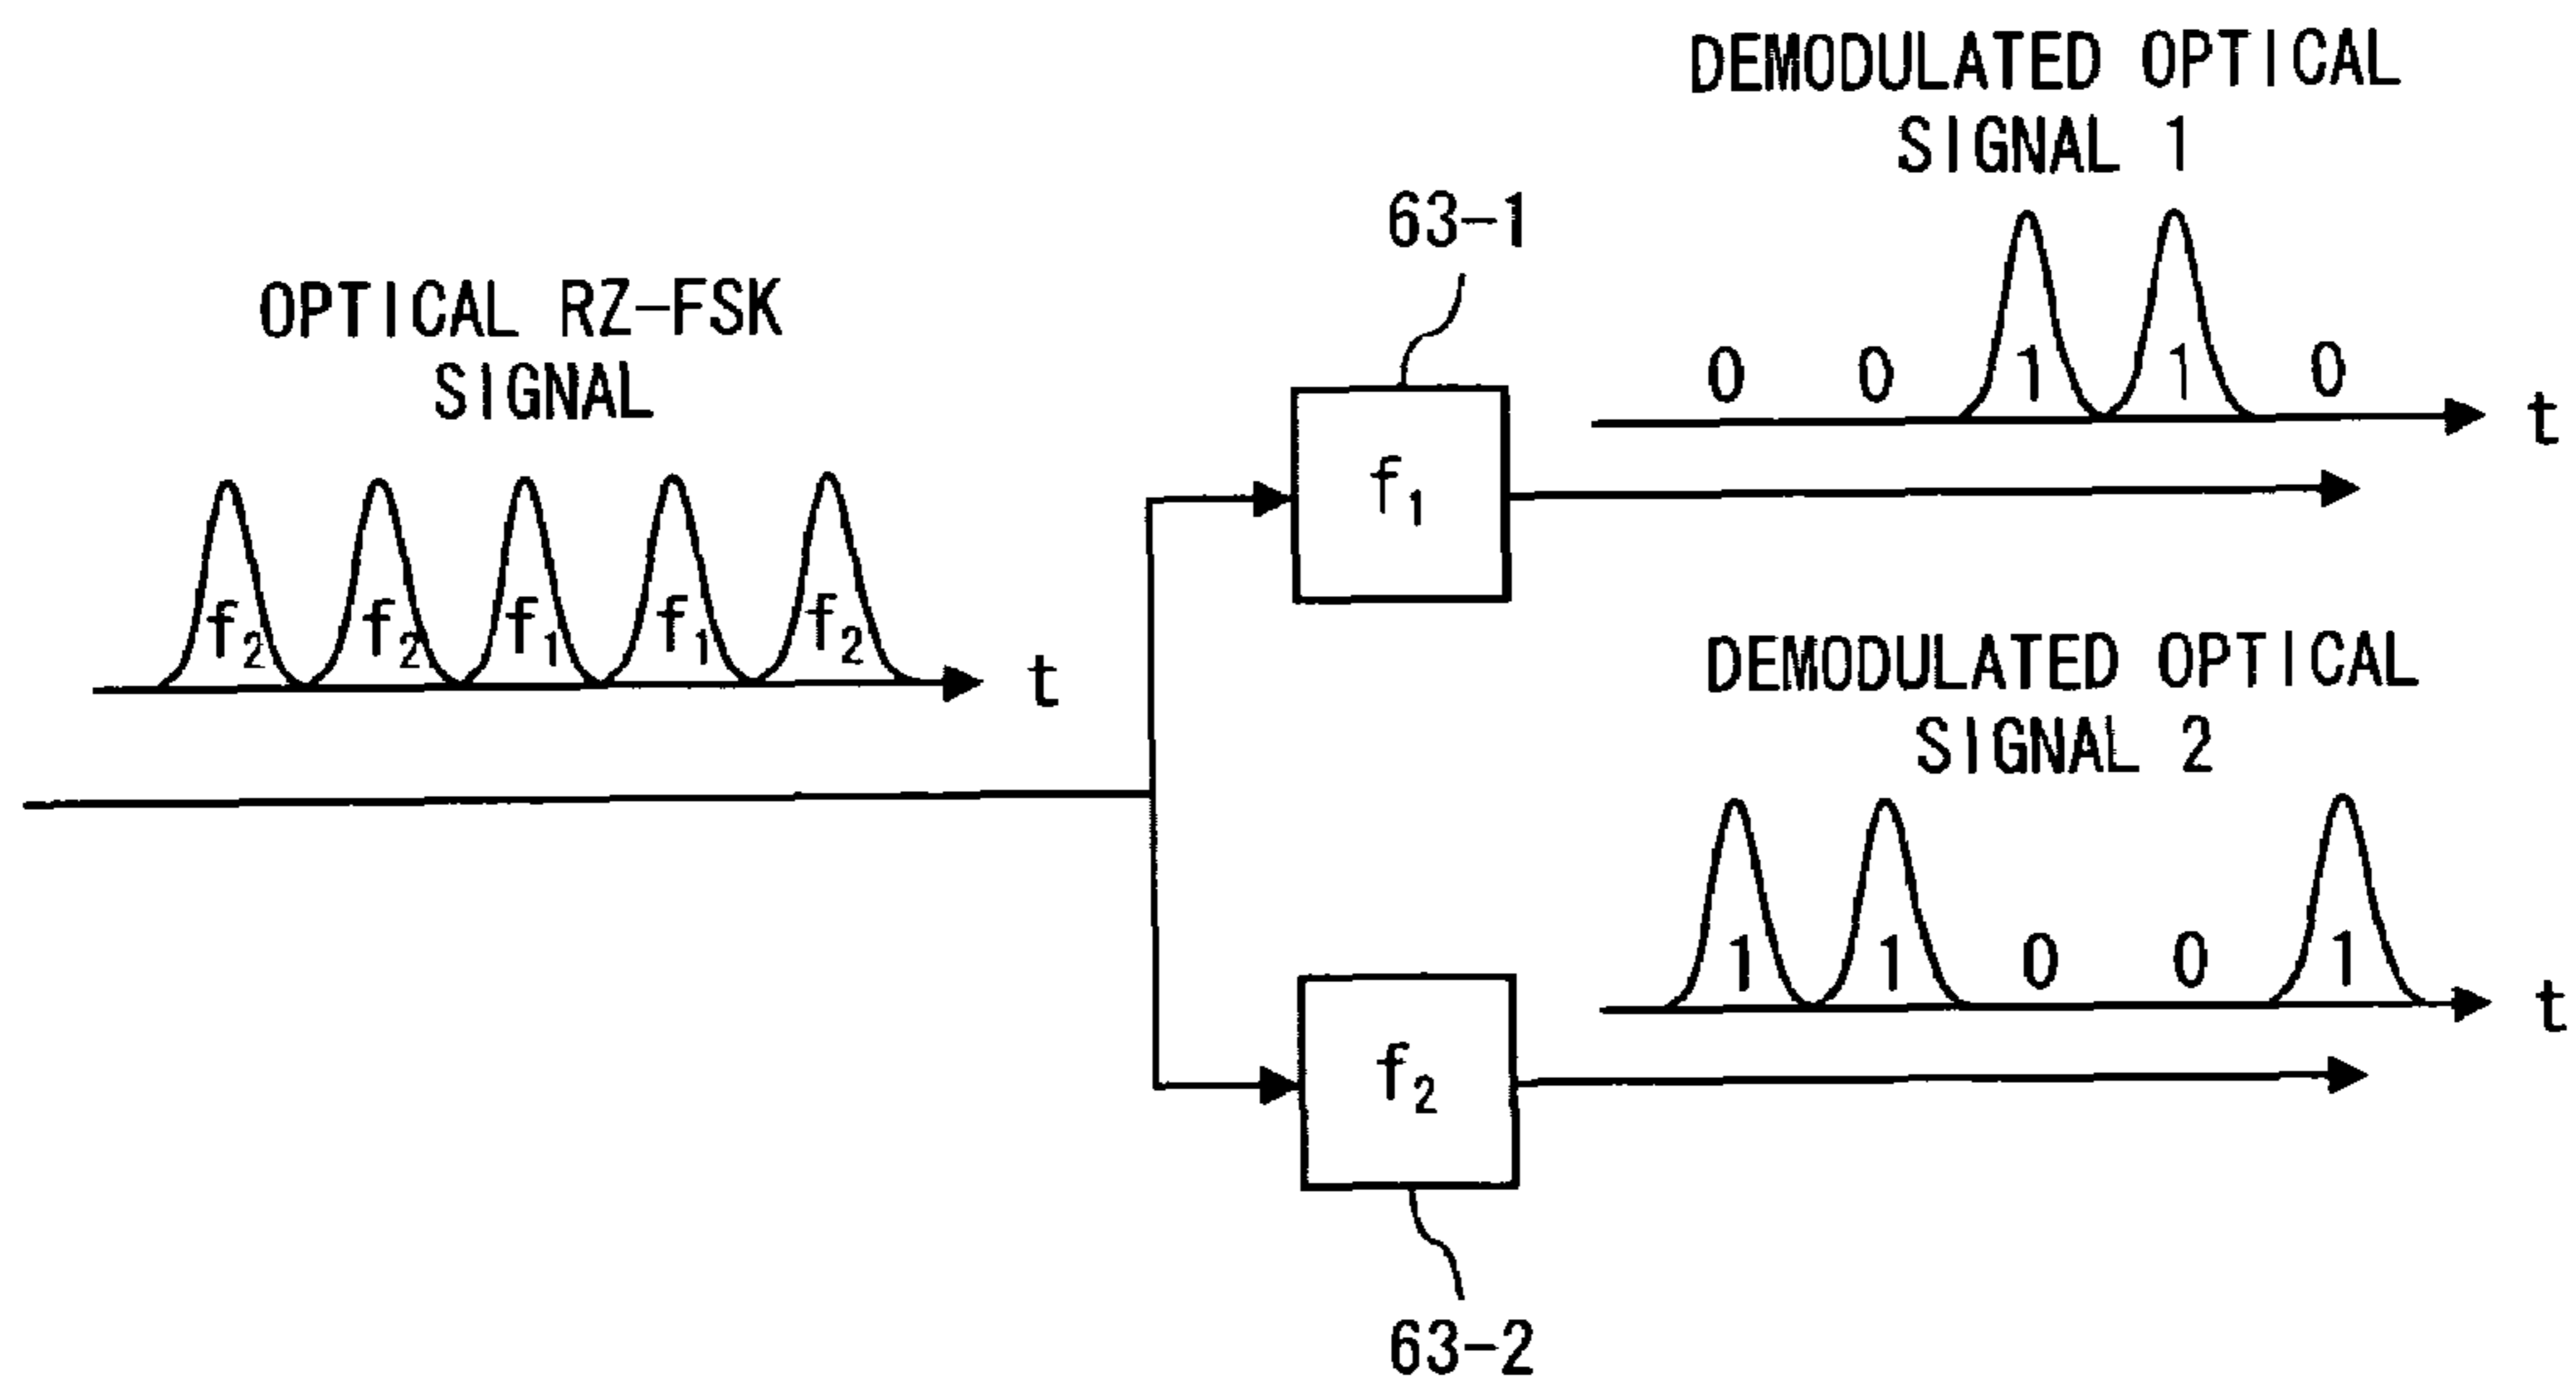 DEMODULATED OPTICAL
SIGNAL 1
63-1
OPTICAL RZ-FSK
SIGNAL
0 0 1 1 0
t
f1
f2 f2 f1 f1 f2
t
DEMODULATED OPTICAL
SIGNAL 2
1 1 0 0 1
t
f2
63-2